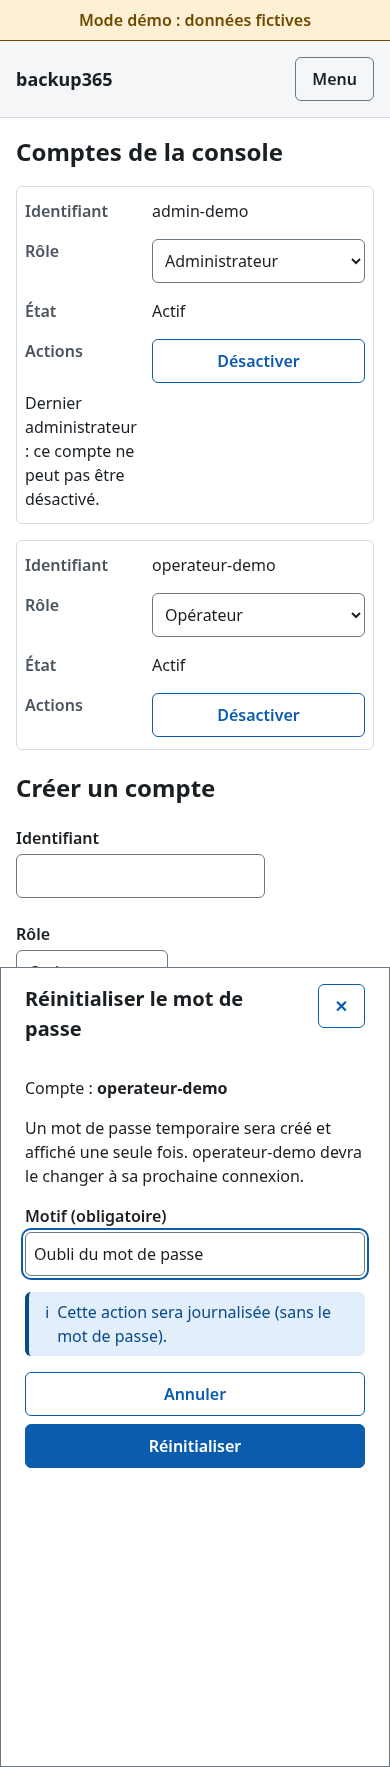 Mode démo : données fictives
backup365
Menu
Comptes de la console
Identifiant admin-demo
Rôle Administrateur
État Actif
Actions Désactiver
Dernier
administrateur
: ce compte ne
peut pas être
désactivé.
Identifiant operateur-demo
Rôle Opérateur
État Actif
Actions Désactiver
Créer un compte
Identifiant
Rôle
Réinitialiser le mot de
passe
×
Compte : operateur-demo
Un mot de passe temporaire sera créé et
affiché une seule fois. operateur-demo devra
le changer à sa prochaine connexion.
Motif (obligatoire)
Oubli du mot de passe
i Cette action sera journalisée (sans le
mot de passe).
Annuler
Réinitialiser